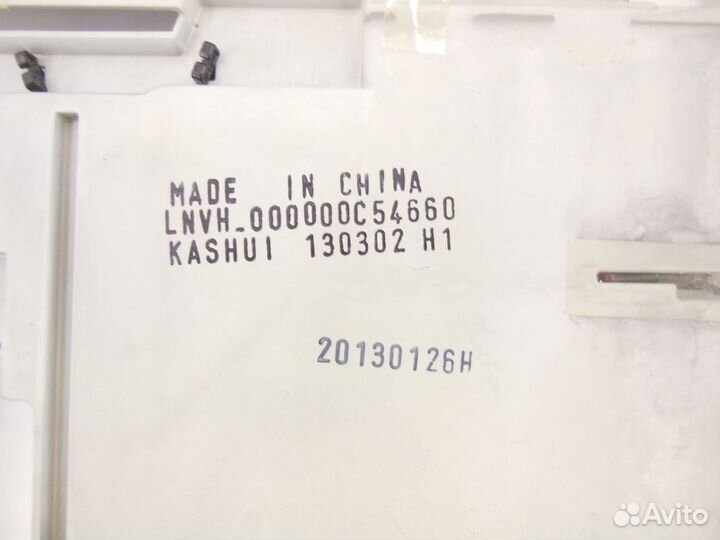 MADE IN CHINA
LNVH_000000C54660
KASHUI 130302 H1
20130126H
Avito